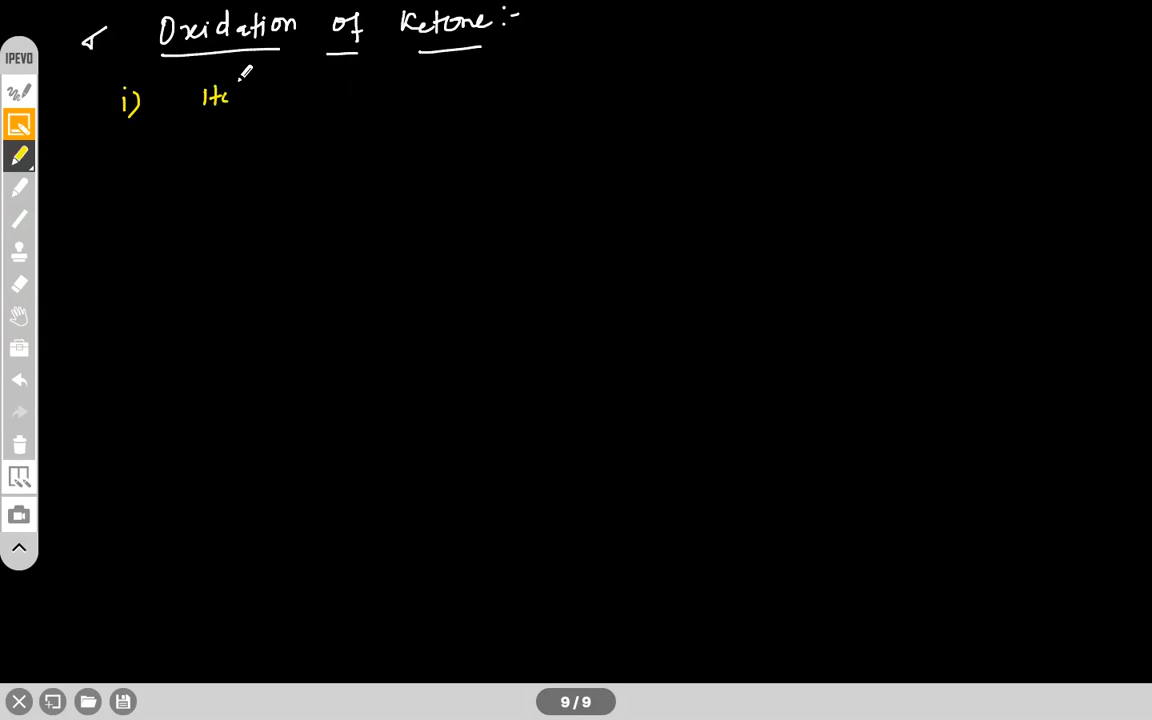 Oxidation of Ketone :-
IPEVO
i)
9 / 9